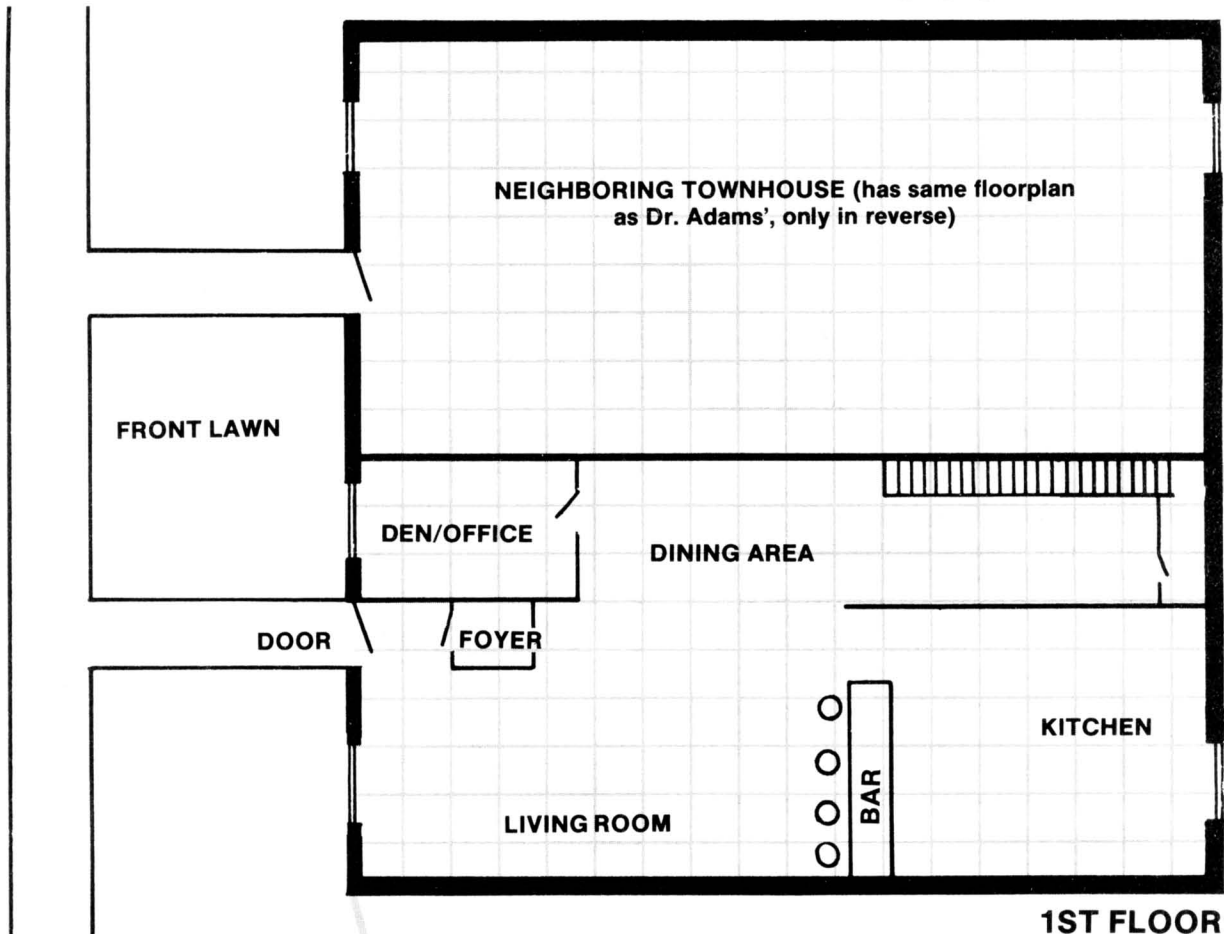 NEIGHBORING TOWNHOUSE (has same floorplan
as Dr. Adams', only in reverse)
FRONT LAWN
DEN/OFFICE
DINING AREA
DOOR
FOYER
KITCHEN
BAR
LIVING ROOM
1ST FLOOR